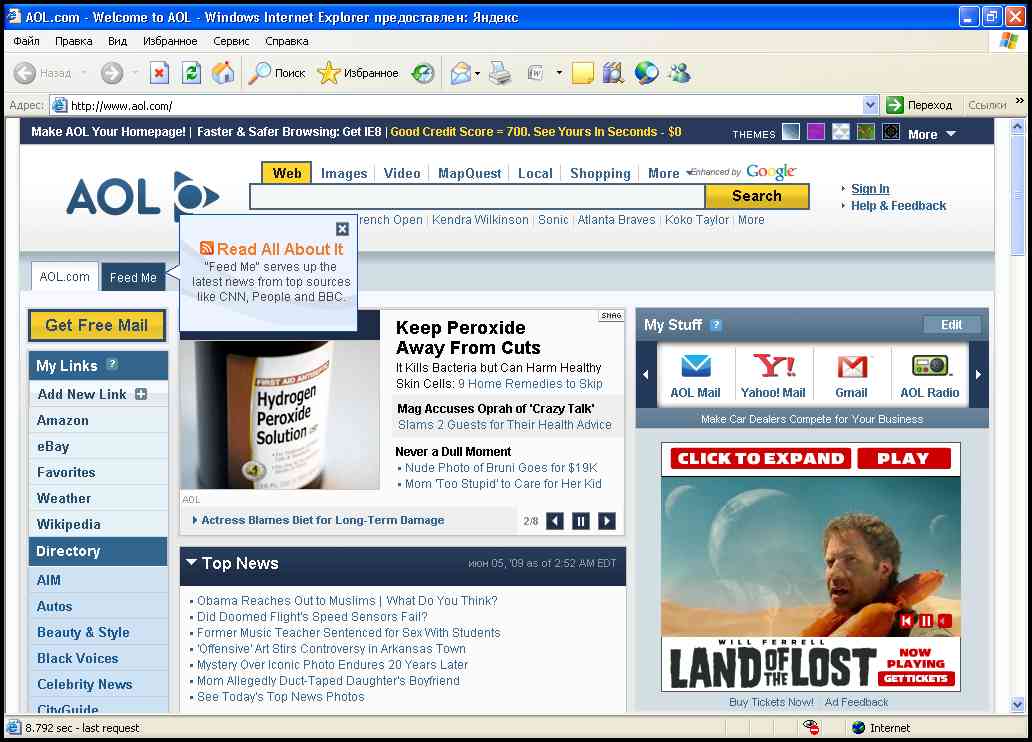 AOL.com - Welcome to AOL - Windows Internet Explorer предоставлен: Яндекс
Файл Правка Вид Избранное Сервис Справка
Назад Поиск Избранное
Адрес: http://www.aol.com/ Переход Ссылки »
Make AOL Your Homepage! | Faster & Safer Browsing: Get IE8 | Good Credit Score = 700. See Yours In Seconds - $0 THEMES More
Web Images Video MapQuest Local Shopping More Enhanced by Google
AOL Search
Sign In
Help & Feedback
rench Open | Kendra Wilkinson | Sonic | Atlanta Braves | Koko Taylor | More
AOL.com Feed Me
Read All About It
"Feed Me" serves up the
latest news from top sources
like CNN, People and BBC.
Get Free Mail
My Links ?
Add New Link
Amazon
eBay
Favorites
Weather
Wikipedia
Directory
AIM
Autos
Beauty & Style
Black Voices
Celebrity News
CityGuide
SHAG
Keep Peroxide
Away From Cuts
It Kills Bacteria but Can Harm Healthy
Skin Cells: 9 Home Remedies to Skip
Mag Accuses Oprah of 'Crazy Talk'
Slams 2 Guests for Their Health Advice
Never a Dull Moment
• Nude Photo of Bruni Goes for $19K
• Mom 'Too Stupid' to Care for Her Kid
FIRST AID ANTISEPTIC
Hydrogen
Peroxide
Solution USP
AOL
Actress Blames Diet for Long-Term Damage 2/8
Top News июн 05, '09 as of 2:52 AM EDT
Obama Reaches Out to Muslims | What Do You Think?
Did Doomed Flight's Speed Sensors Fail?
Former Music Teacher Sentenced for Sex With Students
'Offensive' Art Stirs Controversy in Arkansas Town
Mystery Over Iconic Photo Endures 20 Years Later
Mom Allegedly Duct-Taped Daughter's Boyfriend
See Today's Top News Photos
My Stuff ? Edit
AOL Mail Yahoo! Mail Gmail AOL Radio
Make Car Dealers Compete for Your Business
CLICK TO EXPAND PLAY
WILL FERRELL
LAND OF THE LOST
NOW
PLAYING
GET TICKETS
Buy Tickets Now! | Ad Feedback
8.792 sec - last request Internet